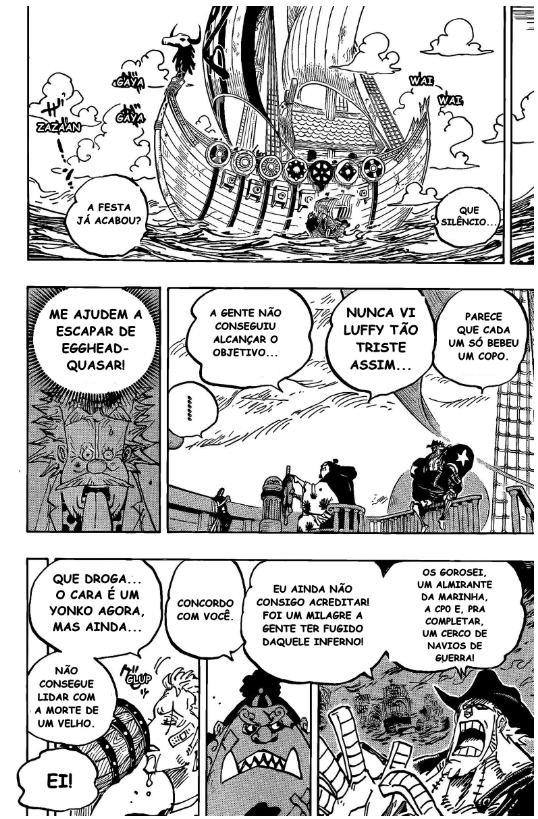 WAI
WAI
QUE
SILÊNCIO...
GAYA
GAYA
ZAZAAN
A FESTA
JÁ ACABOU?
PARECE
QUE CADA
UM SÓ BEBEU
UM COPO.
NUNCA VI
LUFFY TÃO
TRISTE
ASSIM...
A GENTE NÃO
CONSEGUIU
ALCANÇAR O
OBJETIVO...
ME AJUDEM A
ESCAPAR DE
EGGHEAD-
QUASAR!
OS GOROSEI,
UM ALMIRANTE
DA MARINHA,
A CP0 E, PRA
COMPLETAR,
UM CERCO DE
NAVIOS DE
GUERRA!
EU AINDA NÃO
CONSIGO ACREDITAR!
FOI UM MILAGRE A
GENTE TER FUGIDO
DAQUELE INFERNO!
CONCORDO
COM VOCÊ.
QUE DROGA...
O CARA É UM
YONKO AGORA,
MAS AINDA...
NÃO
CONSEGUE
LIDAR COM
A MORTE DE
UM VELHO.
GLUP
EI!